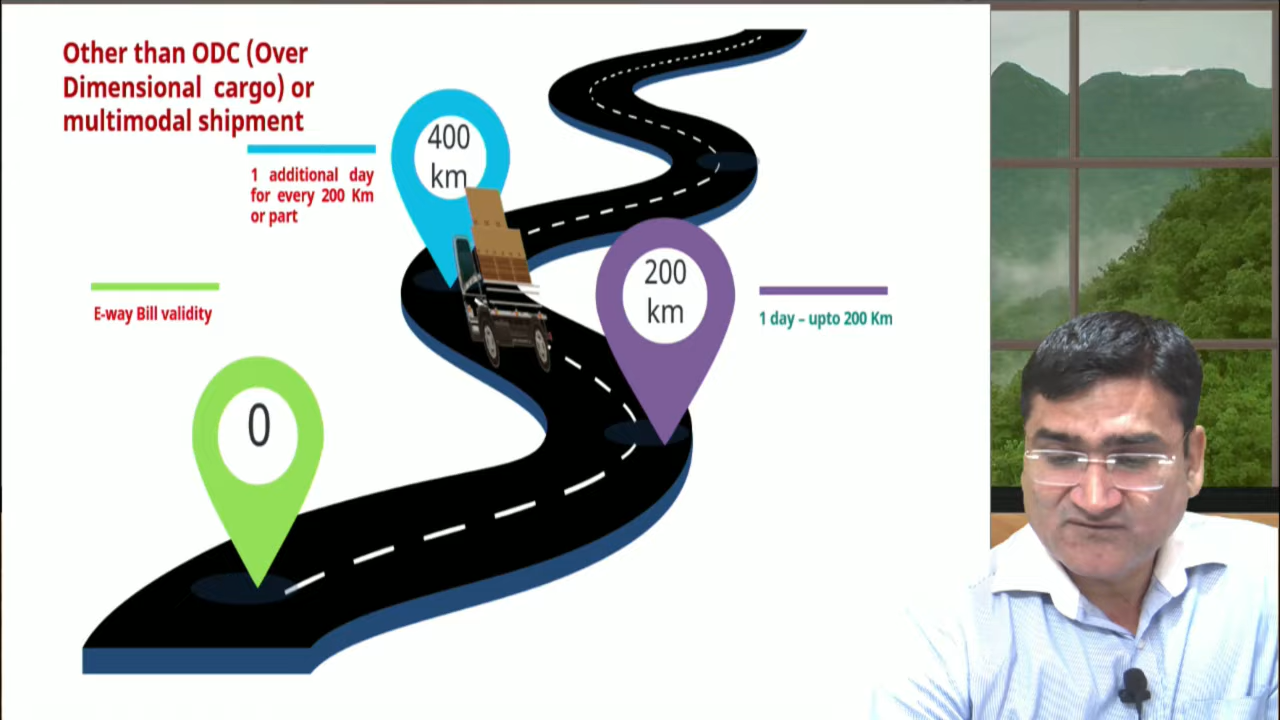 Other than ODC (Over
Dimensional cargo) or
multimodal shipment
400
km
1 additional day
for every 200 Km
or part
200
km
E-way Bill validity
1 day – upto 200 Km
0